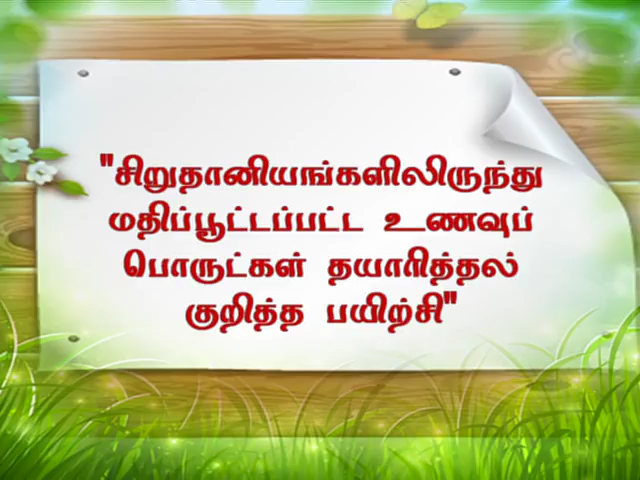 "சிறுதானியங்களிலிருந்து
மதிப்பூட்டப்பட்ட உணவுப்
பொருட்கள் தயாரித்தல்
குறித்த பயிற்சி"